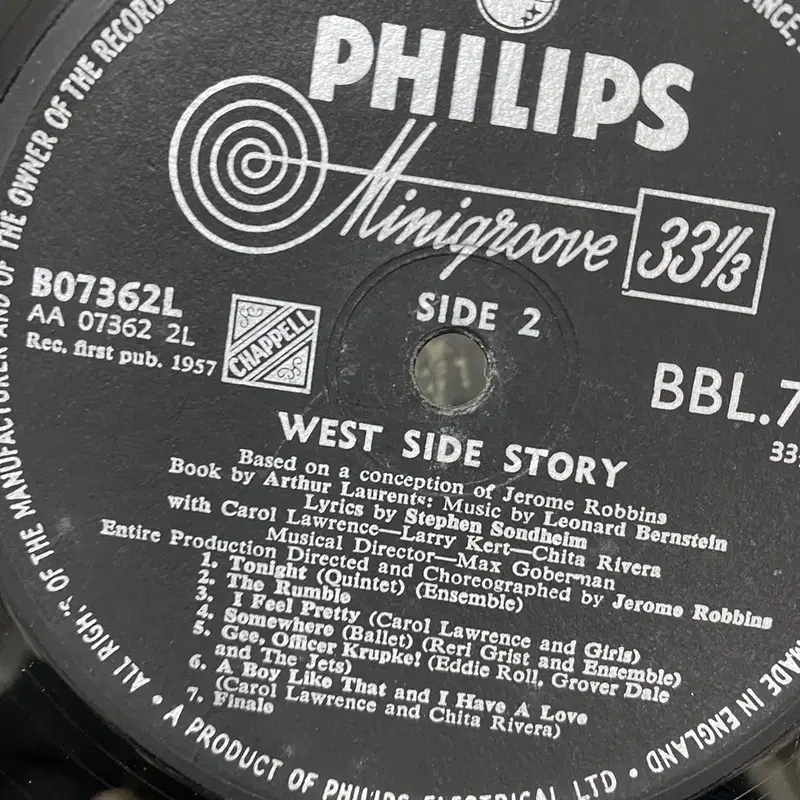 PHILIPS
Minigroove 33⅓
SIDE 2
B07362L
AA 07362 2L
Rec. first pub. 1957
CHAPPELL
BBL.7
33
WEST SIDE STORY
Based on a conception of Jerome Robbins
Book by Arthur Laurents: Music by Leonard Bernstein
Lyrics by Stephen Sondheim
with Carol Lawrence—Larry Kert—Chita Rivera
Musical Director—Max Goberman
Entire Production Directed and Choreographed by Jerome Robbins
1. Tonight (Quintet) (Ensemble)
2. The Rumble
3. I Feel Pretty (Carol Lawrence and Girls)
4. Somewhere (Ballet) (Reri Grist and Ensemble)
5. Gee, Officer Krupke! (Eddie Roll, Grover Dale
and The Jets)
6. A Boy Like That and I Have A Love
(Carol Lawrence and Chita Rivera)
7. Finale
• ALL RIGHTS OF THE MANUFACTURER AND OF THE OWNER OF THE RECORDED
ANCE,
MADE IN ENGLAND
• A PRODUCT OF PHILIPS ELECTRICAL LTD •